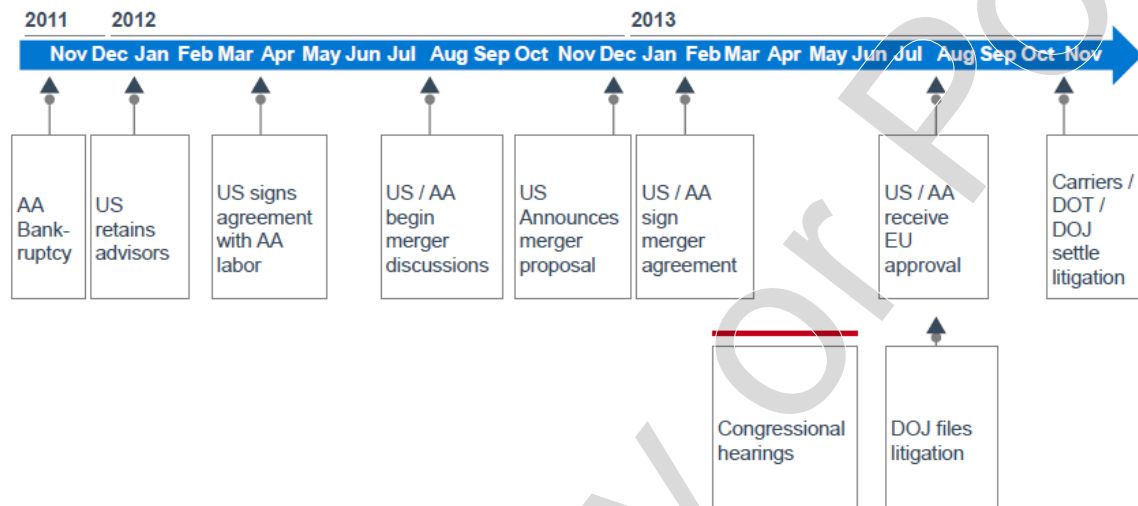 2011 2012 2013
Nov Dec Jan Feb Mar Apr May Jun Jul Aug Sep Oct Nov Dec Jan Feb Mar Apr May Jun Jul Aug Sep Oct Nov
AA
Bank-
ruptcy
US
retains
advisors
US signs
agreement
with AA
labor
US / AA
begin
merger
discussions
US
Announces
merger
proposal
US / AA
sign
merger
agreement
US / AA
receive
EU
approval
Carriers /
DOT /
DOJ
settle
litigation
Congressional
hearings
DOJ files
litigation
or